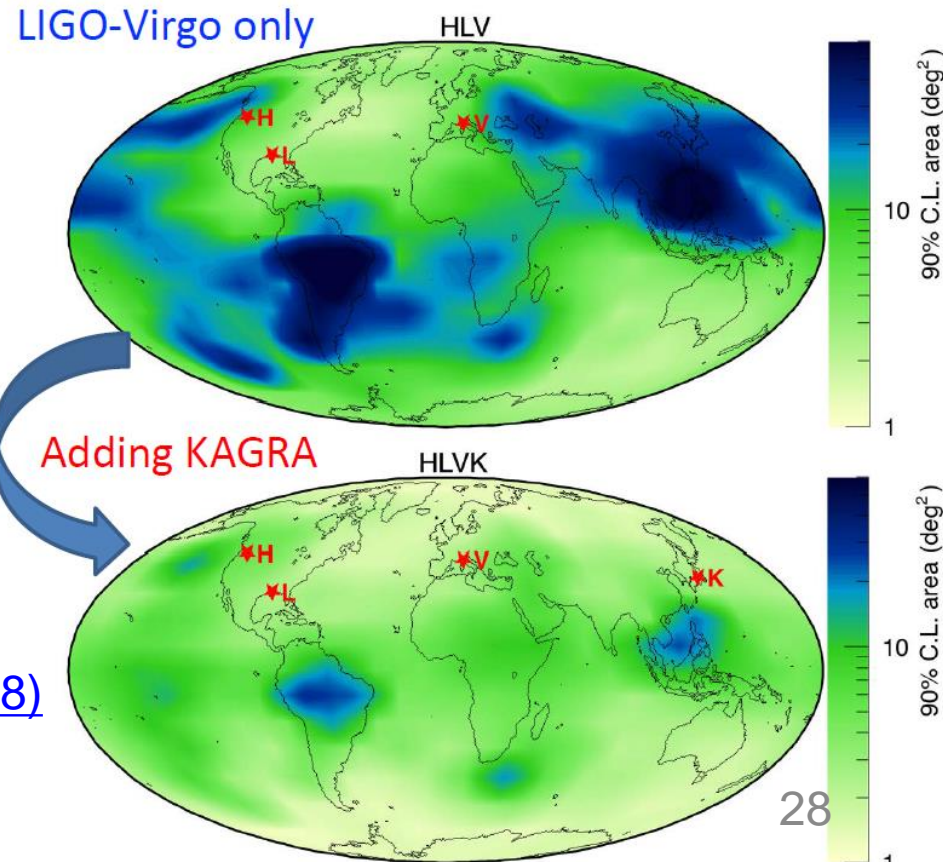 LIGO-Virgo only
HLV
H
L
V
10
1
90% C.L. area (deg²)
Adding KAGRA
HLVK
H
L
V
K
10
1
90% C.L. area (deg²)
8)
28